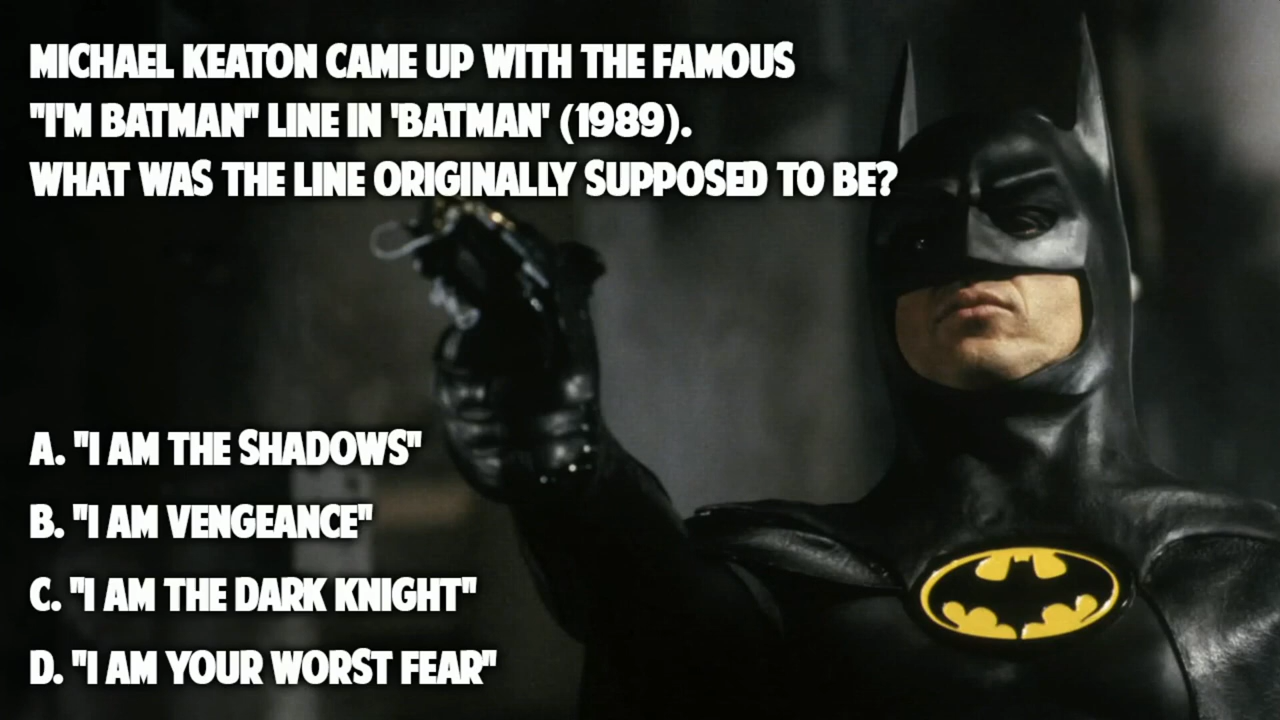 MICHAEL KEATON CAME UP WITH THE FAMOUS
"I'M BATMAN" LINE IN 'BATMAN' (1989).
WHAT WAS THE LINE ORIGINALLY SUPPOSED TO BE?
A. "I AM THE SHADOWS"
B. "I AM VENGEANCE"
C. "I AM THE DARK KNIGHT"
D. "I AM YOUR WORST FEAR"